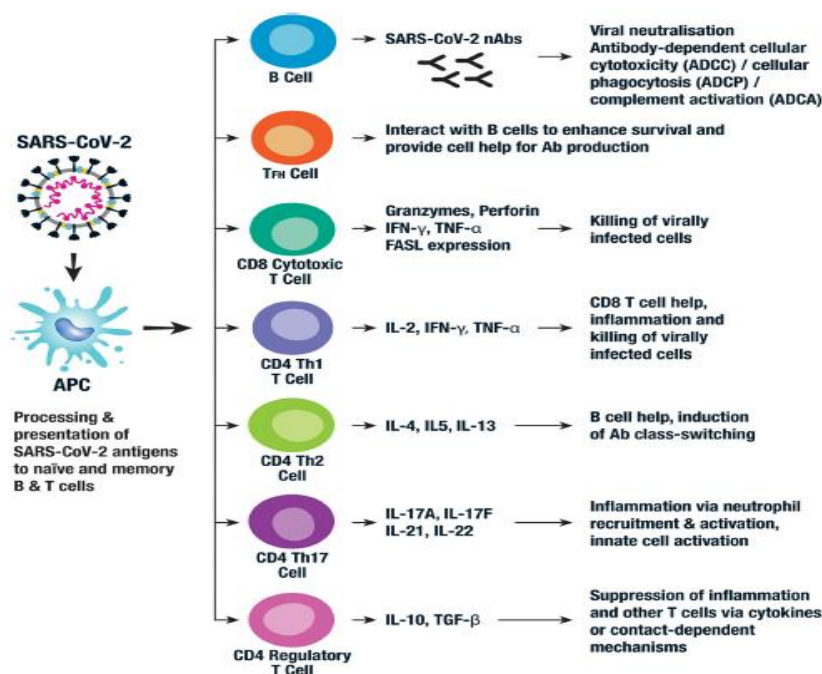 SARS-CoV-2
APC
Processing &
presentation of
SARS-CoV-2 antigens
to naïve and memory
B & T cells
B Cell
SARS-CoV-2 nAbs
Viral neutralisation
Antibody-dependent cellular
cytotoxicity (ADCC) / cellular
phagocytosis (ADCP) /
complement activation (ADCA)
TFH Cell
Interact with B cells to enhance survival and
provide cell help for Ab production
CD8 Cytotoxic
T Cell
Granzymes, Perforin
IFN-γ, TNF-α
FASL expression
Killing of virally
infected cells
CD4 Th1
T Cell
IL-2, IFN-γ, TNF-α
CD8 T cell help,
inflammation and
killing of virally
infected cells
CD4 Th2
Cell
IL-4, IL5, IL-13
B cell help, induction
of Ab class-switching
CD4 Th17
Cell
IL-17A, IL-17F
IL-21, IL-22
Inflammation via neutrophil
recruitment & activation,
innate cell activation
CD4 Regulatory
T Cell
IL-10, TGF-β
Suppression of inflammation
and other T cells via cytokines
or contact-dependent
mechanisms